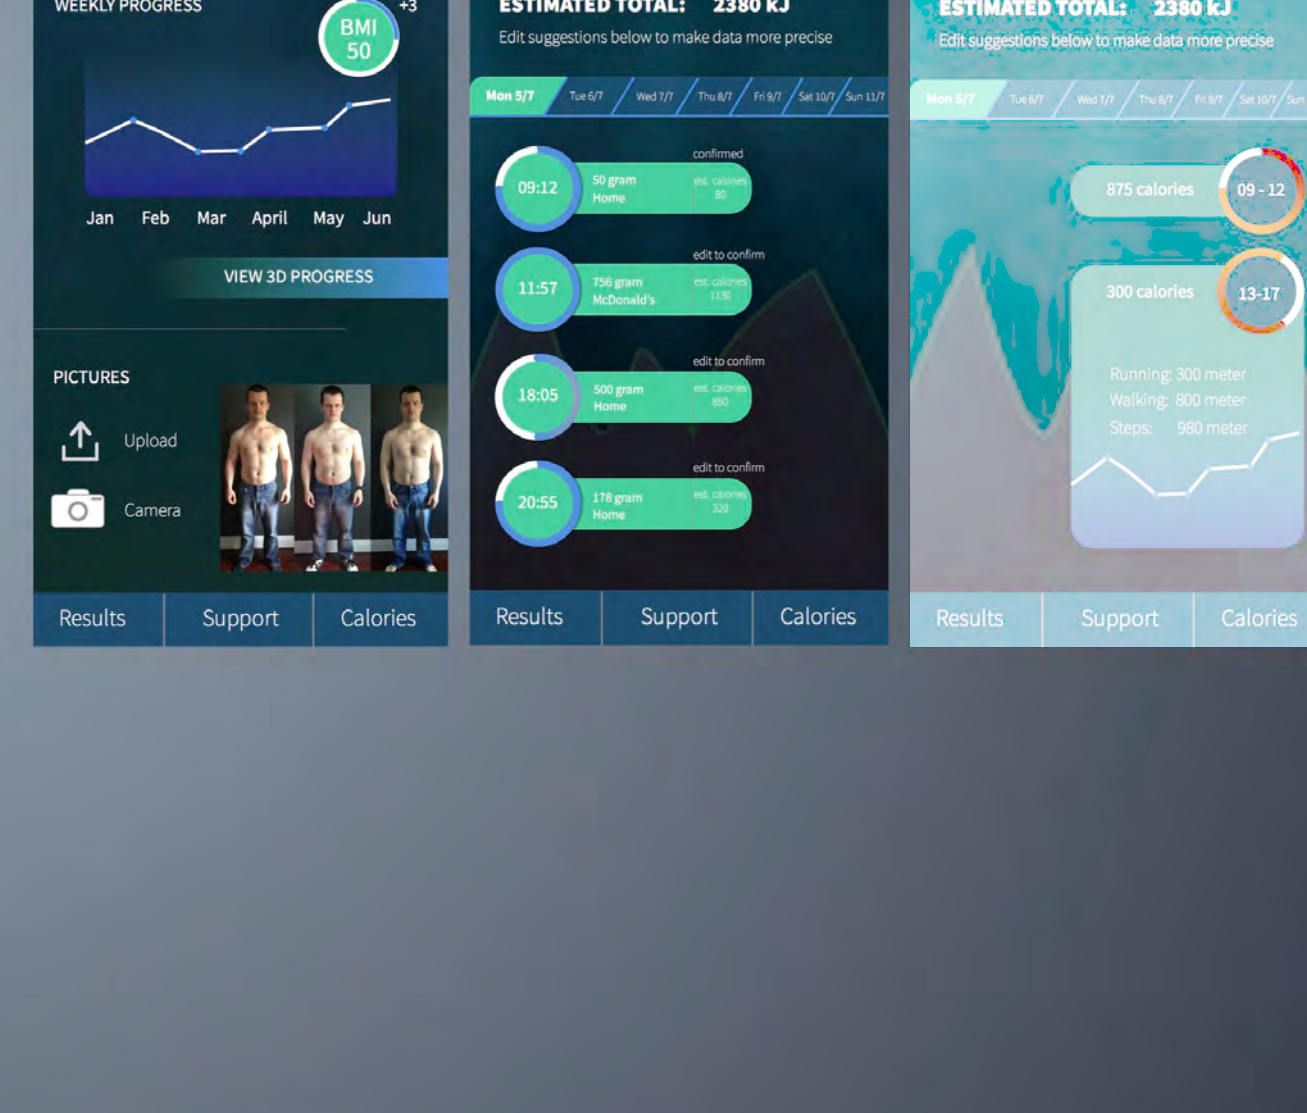 WEEKLY PROGRESS
+3
BMI
50
Jan Feb Mar April May Jun
VIEW 3D PROGRESS
PICTURES
Upload
Camera
Results Support Calories
ESTIMATED TOTAL: 2380 kJ
Edit suggestions below to make data more precise
Mon 5/7 Tue 6/7 Wed 7/7 Thu 8/7 Fri 9/7 Sat 10/7 Sun 11/7
confirmed
09:12
50 gram
Home
est. calories
80
edit to confirm
11:57
756 gram
McDonald's
est. calories
1130
edit to confirm
18:05
500 gram
Home
est. calories
850
edit to confirm
20:55
178 gram
Home
est. calories
320
Results Support Calories
ESTIMATED TOTAL: 2380 kJ
Edit suggestions below to make data more precise
Mon 5/7 Tue 6/7 Wed 7/7 Thu 8/7 Fri 9/7 Sat 10/7 Sun
875 calories 09 - 12
300 calories 13-17
Running: 300 meter
Walking: 800 meter
Steps: 980 meter
Results Support Calories